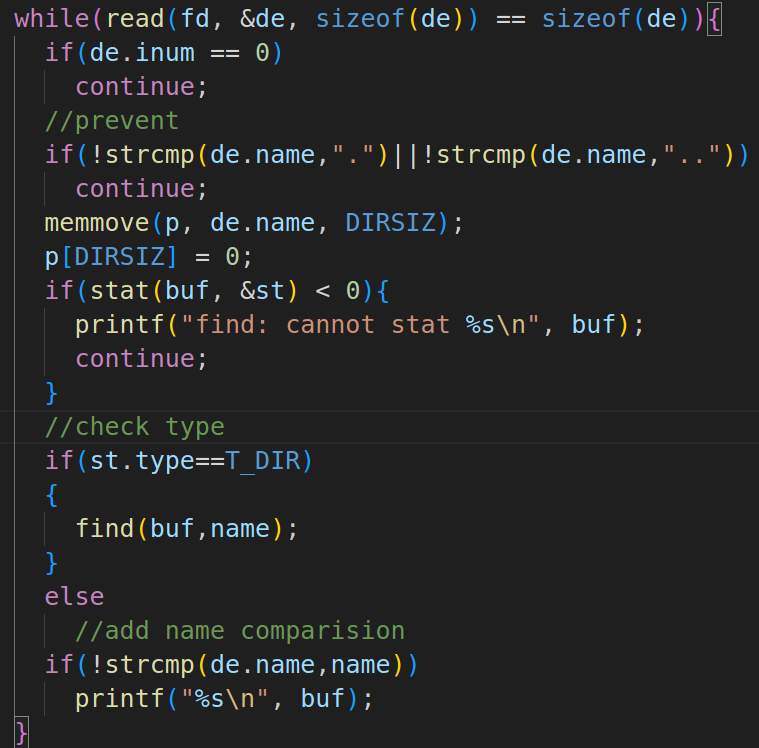 while(read(fd, &de, sizeof(de)) == sizeof(de)){
  if(de.inum == 0)
    continue;
  //prevent
  if(!strcmp(de.name,".")||!strcmp(de.name,".."))
    continue;
  memmove(p, de.name, DIRSIZ);
  p[DIRSIZ] = 0;
  if(stat(buf, &st) < 0){
    printf("find: cannot stat %s\n", buf);
    continue;
  }
  //check type
  if(st.type==T_DIR)
  {
    find(buf,name);
  }
  else
    //add name comparision
  if(!strcmp(de.name,name))
    printf("%s\n", buf);
}